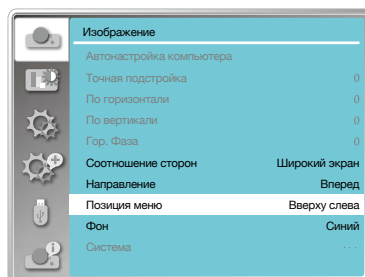 Изображение
Автонастройка компьютера
Точная подстройка 0
По горизонтали 0
По вертикали 0
Гор. Фаза 0
Соотношение сторон Широкий экран
Направление Вперед
Позиция меню Вверху слева
Фон Синий
Система ...